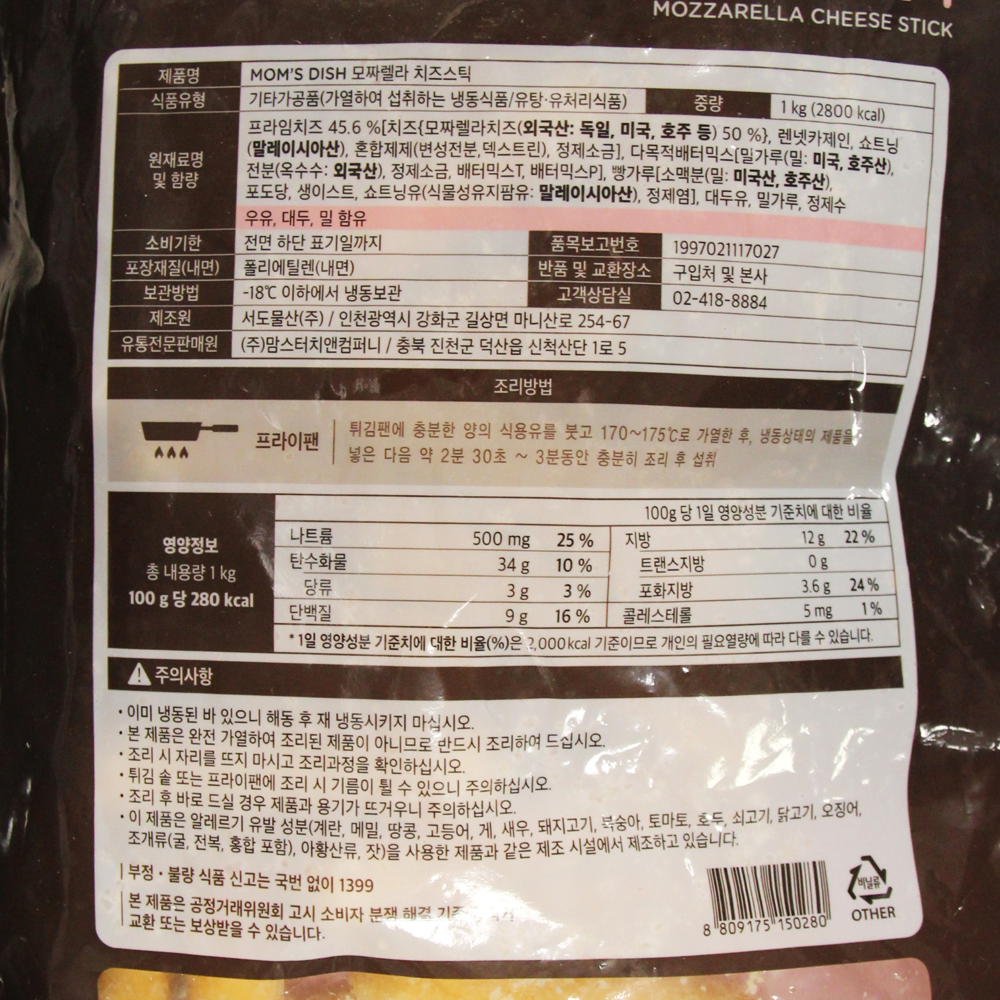 MOZZARELLA CHEESE STICK
제품명 MOM'S DISH 모짜렐라 치즈스틱
식품유형 기타가공품(가열하여 섭취하는 냉동식품/유탕·유처리식품) 중량 1 kg (2800 kcal)
원재료명 및 함량
프라임치즈 45.6 %[치즈{모짜렐라치즈(외국산: 독일, 미국, 호주 등) 50 %}, 렌넷카제인, 쇼트닝
(말레이시아산), 혼합제제(변성전분, 덱스트린), 정제소금], 다목적배터믹스[밀가루(밀: 미국, 호주산),
전분(옥수수: 외국산), 정제소금, 배터믹스T, 배터믹스P], 빵가루[소맥분(밀: 미국산, 호주산),
포도당, 생이스트, 쇼트닝유(식물성유지팜유: 말레이시아산), 정제염], 대두유, 밀가루, 정제수
우유, 대두, 밀 함유
소비기한 전면 하단 표기일까지 품목보고번호 1997021117027
포장재질(내면) 폴리에틸렌(내면) 반품 및 교환장소 구입처 및 본사
보관방법 -18℃ 이하에서 냉동보관 고객상담실 02-418-8884
제조원 서도물산(주) / 인천광역시 강화군 길상면 마니산로 254-67
유통전문판매원 (주)맘스터치앤컴퍼니 / 충북 진천군 덕산읍 신척산단 1로 5
조리방법
프라이팬
튀김팬에 충분한 양의 식용유를 붓고 170~175℃로 가열한 후, 냉동상태의 제품을
넣은 다음 약 2분 30초 ~ 3분동안 충분히 조리 후 섭취
영양정보
총 내용량 1 kg
100 g 당 280 kcal
100g 당 1일 영양성분 기준치에 대한 비율
나트륨 500 mg 25 % 지방 12 g 22 %
탄수화물 34 g 10 % 트랜스지방 0 g
당류 3 g 3 % 포화지방 3.6 g 24 %
단백질 9 g 16 % 콜레스테롤 5 mg 1 %
* 1일 영양성분 기준치에 대한 비율(%)은 2,000 kcal 기준이므로 개인의 필요열량에 따라 다를 수 있습니다.
주의사항
• 이미 냉동된 바 있으니 해동 후 재 냉동시키지 마십시오.
• 본 제품은 완전 가열하여 조리된 제품이 아니므로 반드시 조리하여 드십시오.
• 조리 시 자리를 뜨지 마시고 조리과정을 확인하십시오.
• 튀김 솥 또는 프라이팬에 조리 시 기름이 튈 수 있으니 주의하십시오.
• 조리 후 바로 드실 경우 제품과 용기가 뜨거우니 주의하십시오.
• 이 제품은 알레르기 유발 성분(계란, 메밀, 땅콩, 고등어, 게, 새우, 돼지고기, 복숭아, 토마토, 호두, 쇠고기, 닭고기, 오징어,
조개류(굴, 전복, 홍합 포함), 아황산류, 잣)을 사용한 제품과 같은 제조 시설에서 제조하고 있습니다.
부정·불량 식품 신고는 국번 없이 1399
본 제품은 공정거래위원회 고시 소비자 분쟁 해결
교환 또는 보상받을 수 있습니다.
8 809175 150280
비닐류
OTHER